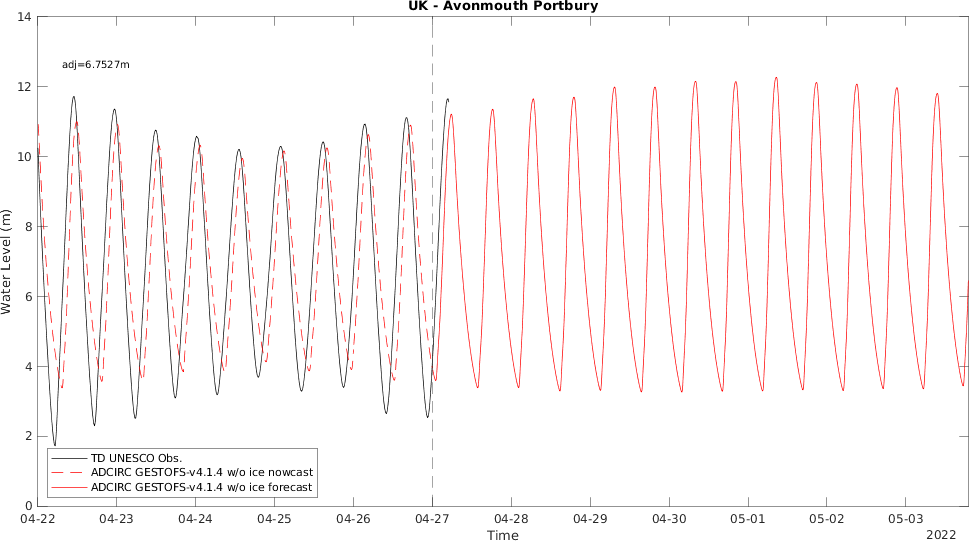 UK - Avonmouth Portbury
adj=6.7527m
14
12
10
8
6
4
2
0
Water Level (m)
TD UNESCO Obs.
ADCIRC GESTOFS-v4.1.4 w/o ice nowcast
ADCIRC GESTOFS-v4.1.4 w/o ice forecast
04-22 04-23 04-24 04-25 04-26 04-27 04-28 04-29 04-30 05-01 05-02 05-03
Time
2022